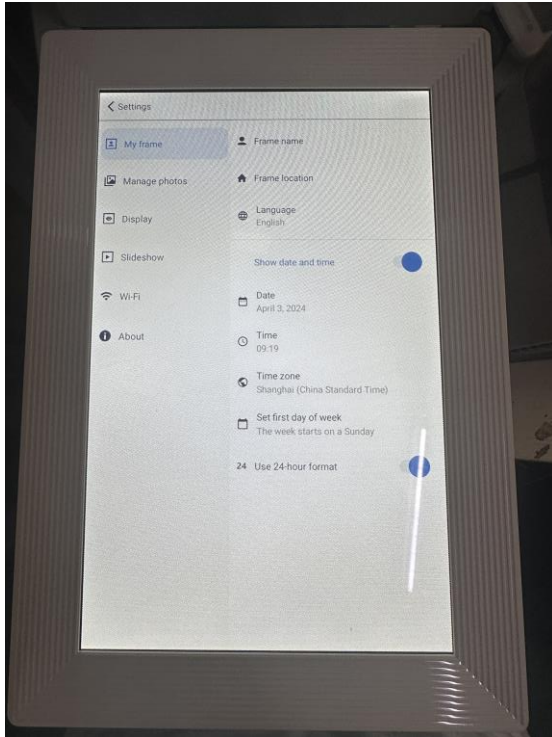 Settings
My frame
Manage photos
Display
Slideshow
Wi-Fi
About
Frame name
Frame location
Language
English
Show date and time
Date
April 3, 2024
Time
09:19
Time zone
Shanghai (China Standard Time)
Set first day of week
The week starts on a Sunday
24 Use 24-hour format